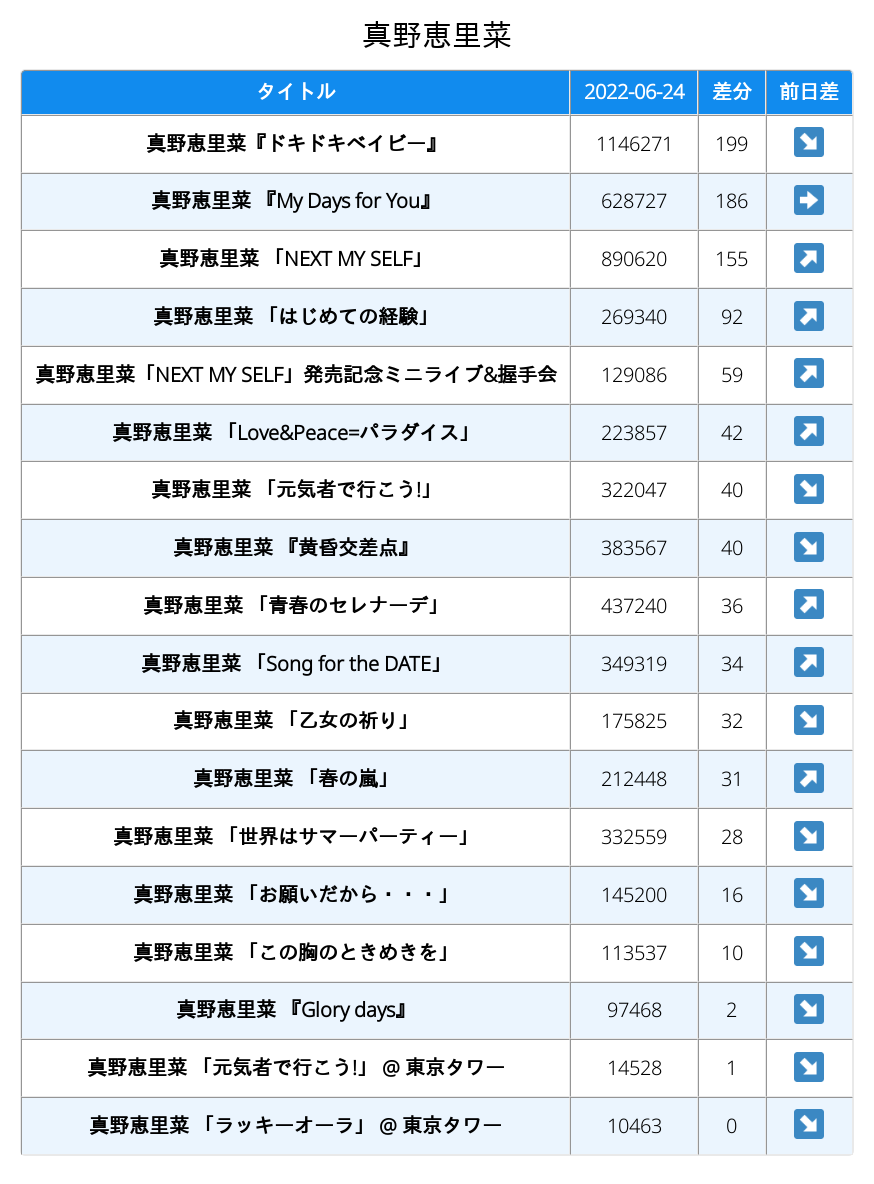 真野恵里菜
タイトル 2022-06-24 差分 前日差
真野恵里菜『ドキドキベイビー』 1146271 199
真野恵里菜 『My Days for You』 628727 186
真野恵里菜 「NEXT MY SELF」 890620 155
真野恵里菜 「はじめての経験」 269340 92
真野恵里菜「NEXT MY SELF」発売記念ミニライブ&握手会 129086 59
真野恵里菜 「Love&Peace=パラダイス」 223857 42
真野恵里菜 「元気者で行こう!」 322047 40
真野恵里菜 『黄昏交差点』 383567 40
真野恵里菜 「青春のセレナーデ」 437240 36
真野恵里菜 「Song for the DATE」 349319 34
真野恵里菜 「乙女の祈り」 175825 32
真野恵里菜 「春の嵐」 212448 31
真野恵里菜 「世界はサマーパーティー」 332559 28
真野恵里菜 「お願いだから・・・」 145200 16
真野恵里菜 「この胸のときめきを」 113537 10
真野恵里菜 『Glory days』 97468 2
真野恵里菜 「元気者で行こう!」 @ 東京タワー 14528 1
真野恵里菜 「ラッキーオーラ」 @ 東京タワー 10463 0